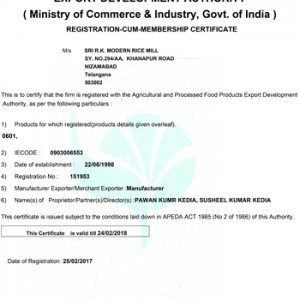 EXPORT DEVELOPMENT AUTHORITY
( Ministry of Commerce & Industry, Govt. of India )
REGISTRATION-CUM-MEMBERSHIP CERTIFICATE
M/s SRI R.K. MODERN RICE MILL
SY. NO.294/AA, KHANAPUR ROAD
NIZAMABAD
Telangana
503002
This is to certify that the firm is registered with the Agricultural and Processed Food Products Export Development
Authority, as per the following particulars :
1) Products for which registered(product details given overleaf).
0601,
2) IECODE : 0903006553
3) Date of establishment : 22/06/1998
4) Registration No.: 151953
5) Manufacturer Exporter/Merchant Exporter :Manufacturer
6) Name(s) of Proprietor/Partner(s)/Director(s) :PAWAN KUMR KEDIA, SUSHEEL KUMAR KEDIA
This certificate is issued subject to the conditions laid down in APEDA ACT 1985 (No 2 of 1986) of this Authority.
This Certificate is valid till 24/02/2018
Date of Registration :25/02/2017